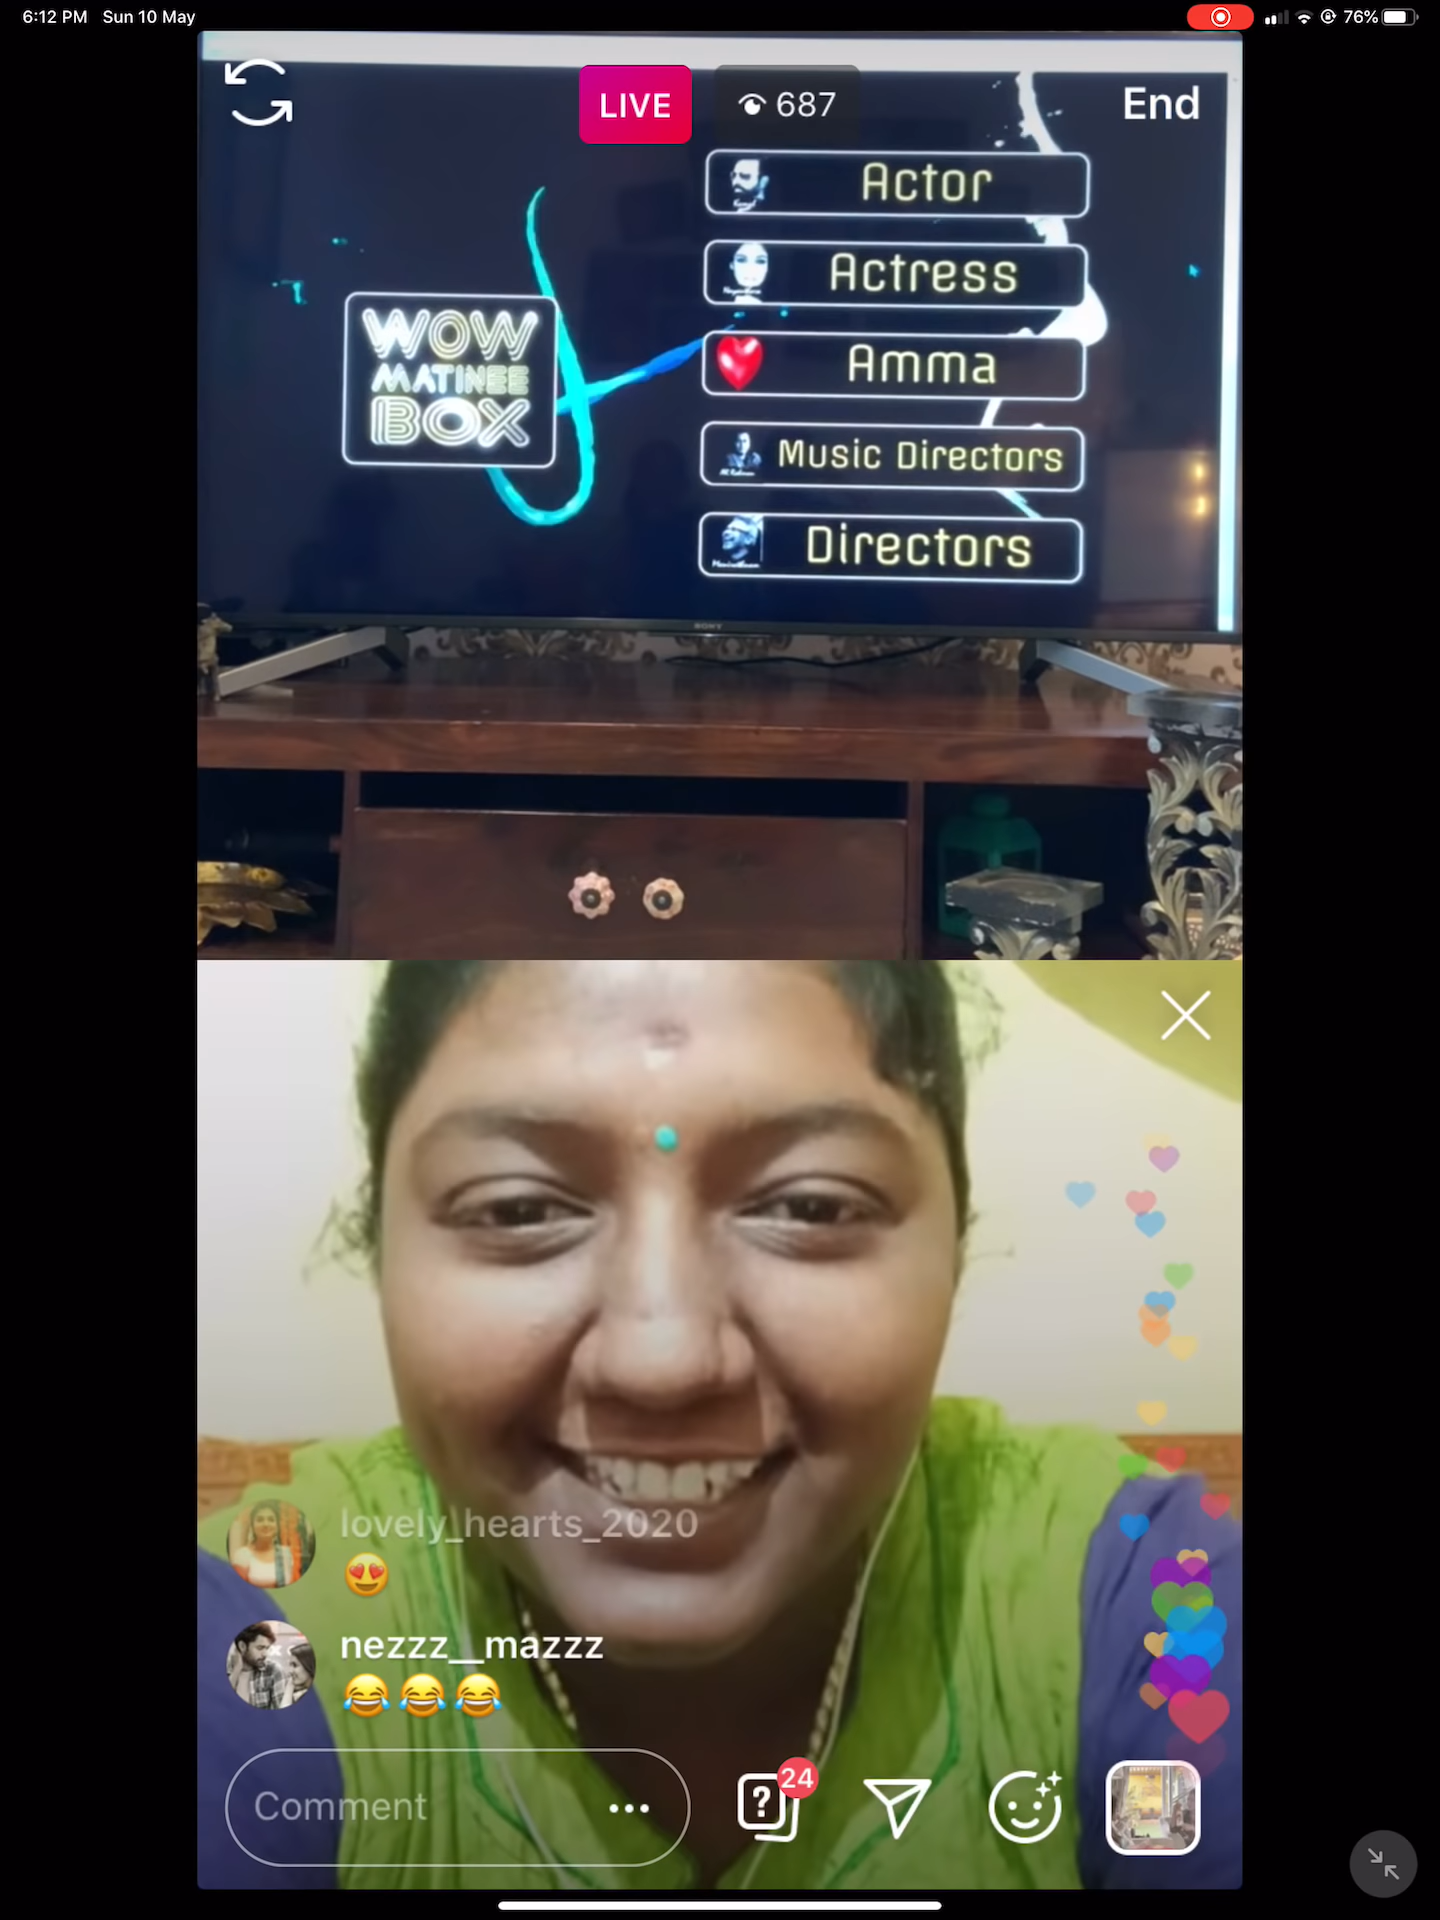 6:12 PM Sun 10 May
76%
LIVE
687
End
Actor
Actress
WOW
MATINEE
BOX
Amma
Music Directors
Directors
SONY
lovely_hearts_2020
nezzz__mazzz
Comment
24